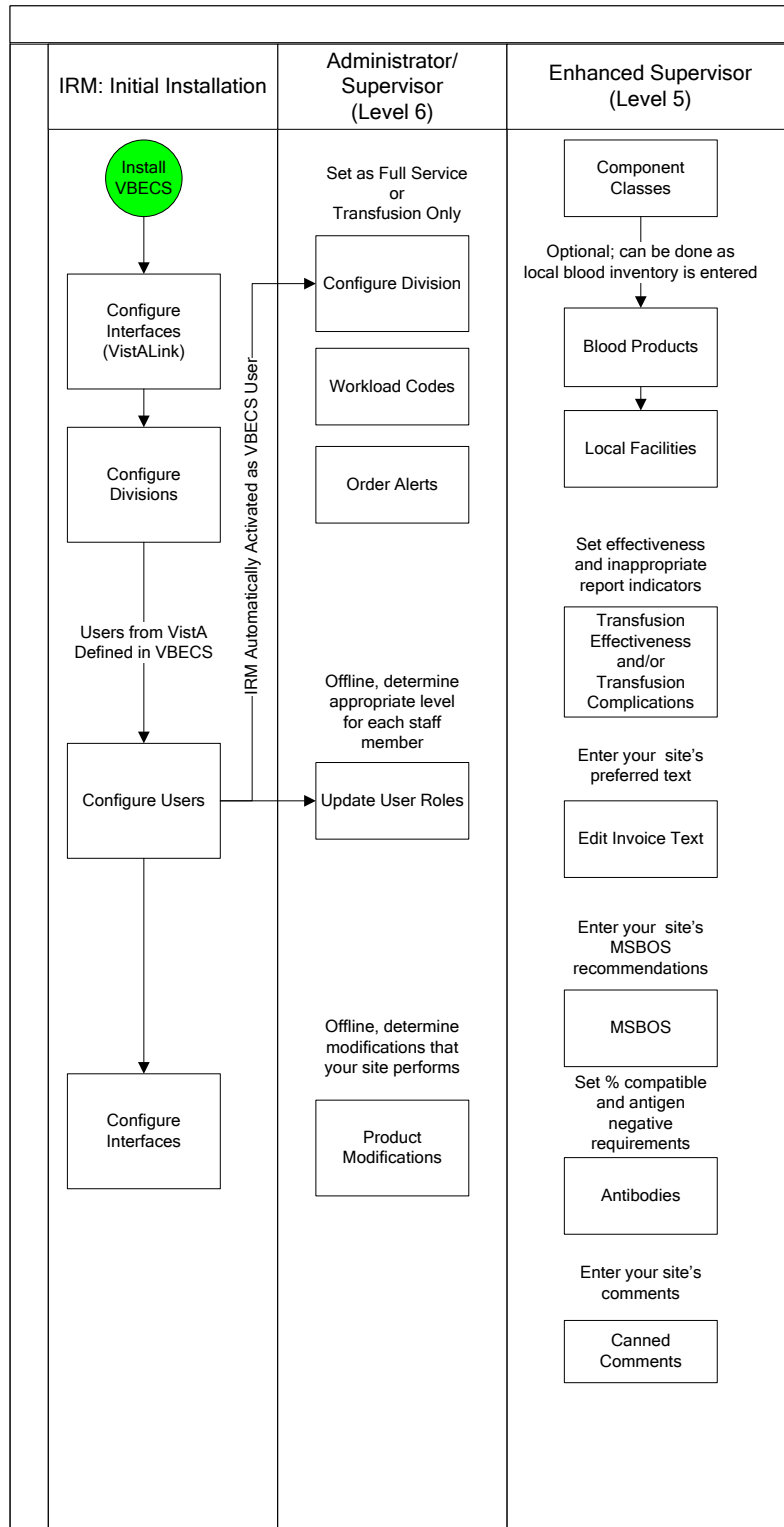 IRM: Initial Installation
Administrator/
Supervisor
(Level 6)
Enhanced Supervisor
(Level 5)
Install
VBECS
Configure
Interfaces
(VistALink)
Configure
Divisions
Users from VistA
Defined in VBECS
Configure Users
Configure
Interfaces
IRM Automatically Activated as VBECS User
Set as Full Service
or
Transfusion Only
Configure Division
Workload Codes
Order Alerts
Offline, determine
appropriate level
for each staff
member
Update User Roles
Offline, determine
modifications that
your site performs
Product
Modifications
Component
Classes
Optional; can be done as
local blood inventory is entered
Blood Products
Local Facilities
Set effectiveness
and inappropriate
report indicators
Transfusion
Effectiveness
and/or
Transfusion
Complications
Enter your site's
preferred text
Edit Invoice Text
Enter your site's
MSBOS
recommendations
MSBOS
Set % compatible
and antigen
negative
requirements
Antibodies
Enter your site's
comments
Canned
Comments